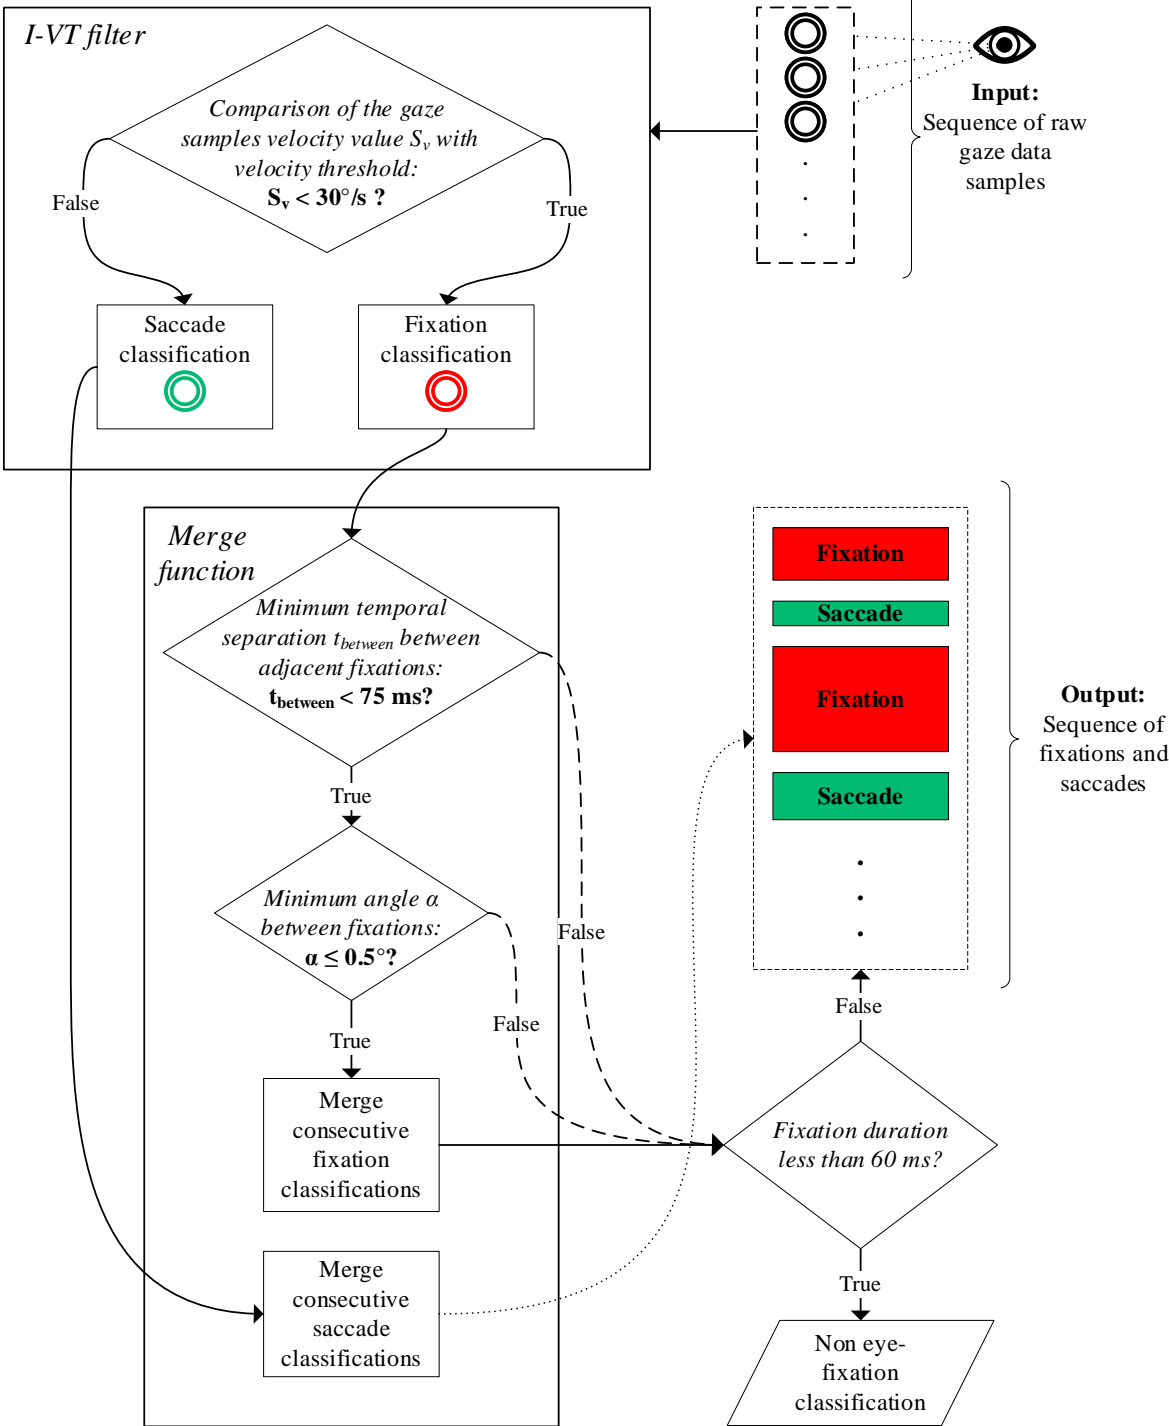 I-VT filter
Comparison of the gaze
samples velocity value Sv with
velocity threshold:
Sv < 30°/s ?
False
True
Saccade
classification
Fixation
classification
Input:
Sequence of raw
gaze data
samples
Merge
function
Minimum temporal
separation tbetween between
adjacent fixations:
tbetween < 75 ms?
True
Minimum angle α
between fixations:
α ≤ 0.5°?
False
False
True
Merge
consecutive
fixation
classifications
Merge
consecutive
saccade
classifications
Fixation
Saccade
Fixation
Saccade
Output:
Sequence of
fixations and
saccades
False
Fixation duration
less than 60 ms?
True
Non eye-
fixation
classification